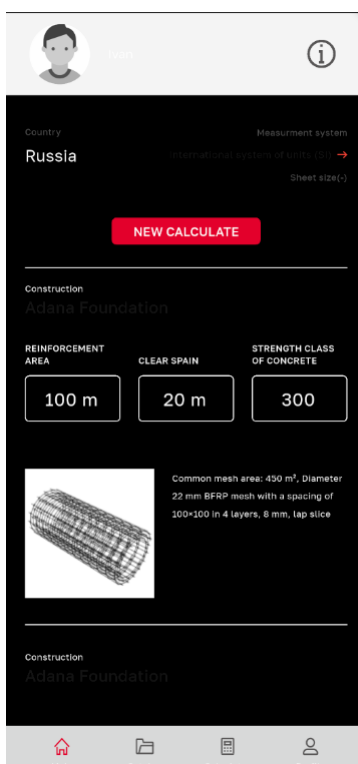 Ivan
Country
Measurment system
Russia
International system of units (SI) →
Sheet size(-)
NEW CALCULATE
Construction
Adana Foundation
REINFORCEMENT
AREA
CLEAR SPAIN
STRENGTH CLASS
OF CONCRETE
100 m
20 m
300
Common mesh area: 450 m², Diameter
22 mm BFRP mesh with a spacing of
100×100 in 4 layers, 8 mm, lap slice
Construction
Adana Foundation